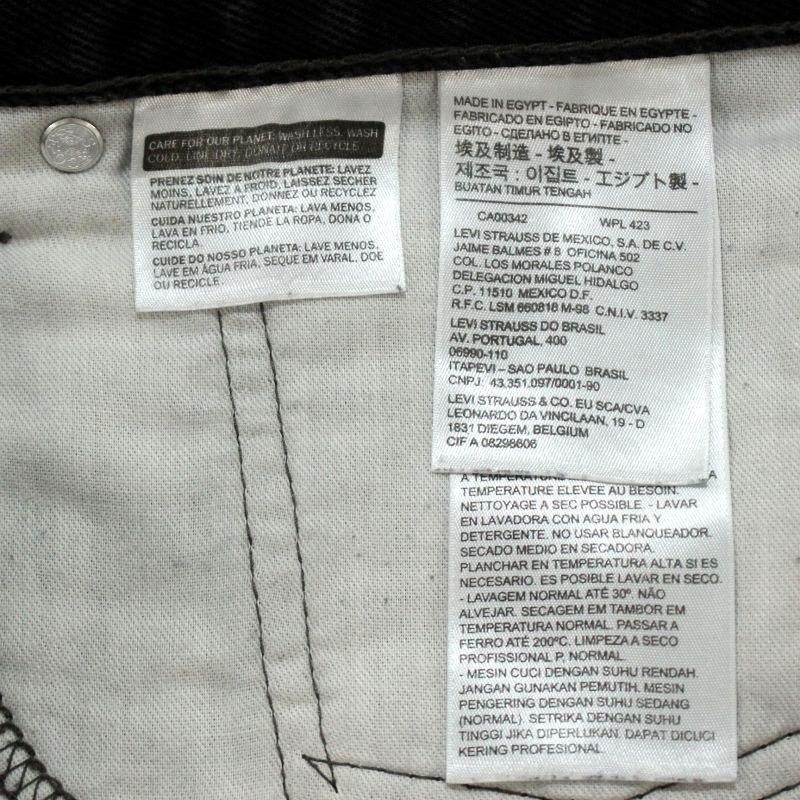 CARE FOR OUR PLANET: WASH LESS, WASH
COLD, LINE DRY, DONATE OR RECYCLE.
PRENEZ SOIN DE NOTRE PLANETE: LAVEZ
MOINS, LAVEZ A FROID, LAISSEZ SECHER
NATURELLEMENT, DONNEZ OU RECYCLEZ
CUIDA NUESTRO PLANETA: LAVA MENOS,
LAVA EN FRIO, TIENDE LA ROPA, DONA O
RECICLA.
CUIDE DO NOSSO PLANETA: LAVE MENOS,
LAVE EM ÁGUA FRIA, SEQUE EM VARAL, DOE
OU RECICLE.
MADE IN EGYPT - FABRIQUE EN EGYPTE -
FABRICADO EN EGIPTO - FABRICADO NO
EGITO - СДЕЛАНО В ЕГИПТЕ -
埃及制造 - 埃及製 -
제조국 : 이집트 - エジプト製 -
BUATAN TIMUR TENGAH
CA00342 WPL 423
LEVI STRAUSS DE MEXICO, S.A. DE C.V.
JAIME BALMES # 8 OFICINA 502
COL. LOS MORALES POLANCO
DELEGACION MIGUEL HIDALGO
C.P. 11510 MEXICO D.F.
R.F.C. LSM 660818 M-98 C.N.I.V. 3337
LEVI STRAUSS DO BRASIL
AV. PORTUGAL, 400
06990-110
ITAPEVI – SAO PAULO BRASIL
CNPJ: 43.351.097/0001-90
LEVI STRAUSS & CO. EU SCA/CVA
LEONARDO DA VINCILAAN, 19 - D
1831 DIEGEM, BELGIUM
CIF A 08298606
A TEMPERATURE
TEMPERATURE ELEVEE AU BESOIN.
NETTOYAGE A SEC POSSIBLE. - LAVAR
EN LAVADORA CON AGUA FRIA Y
DETERGENTE. NO USAR BLANQUEADOR.
SECADO MEDIO EN SECADORA.
PLANCHAR EN TEMPERATURA ALTA SI ES
NECESARIO. ES POSIBLE LAVAR EN SECO.
- LAVAGEM NORMAL ATÉ 30º. NÃO
ALVEJAR. SECAGEM EM TAMBOR EM
TEMPERATURA NORMAL. PASSAR A
FERRO ATÉ 200ºC. LIMPEZA A SECO
PROFISSIONAL P, NORMAL.
- MESIN CUCI DENGAN SUHU RENDAH.
JANGAN GUNAKAN PEMUTIH. MESIN
PENGERING DENGAN SUHU SEDANG
(NORMAL). SETRIKA DENGAN SUHU
TINGGI JIKA DIPERLUKAN. DAPAT DICUCI
KERING PROFESIONAL.